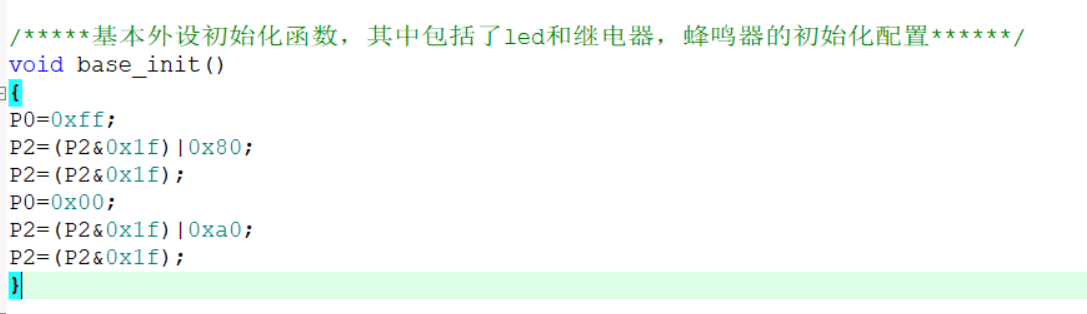 /*****基本外设初始化函数，其中包括了led和继电器，蜂鸣器的初始化配置******/
void base_init()
{
P0=0xff;
P2=(P2&0x1f)|0x80;
P2=(P2&0x1f);
P0=0x00;
P2=(P2&0x1f)|0xa0;
P2=(P2&0x1f);
}